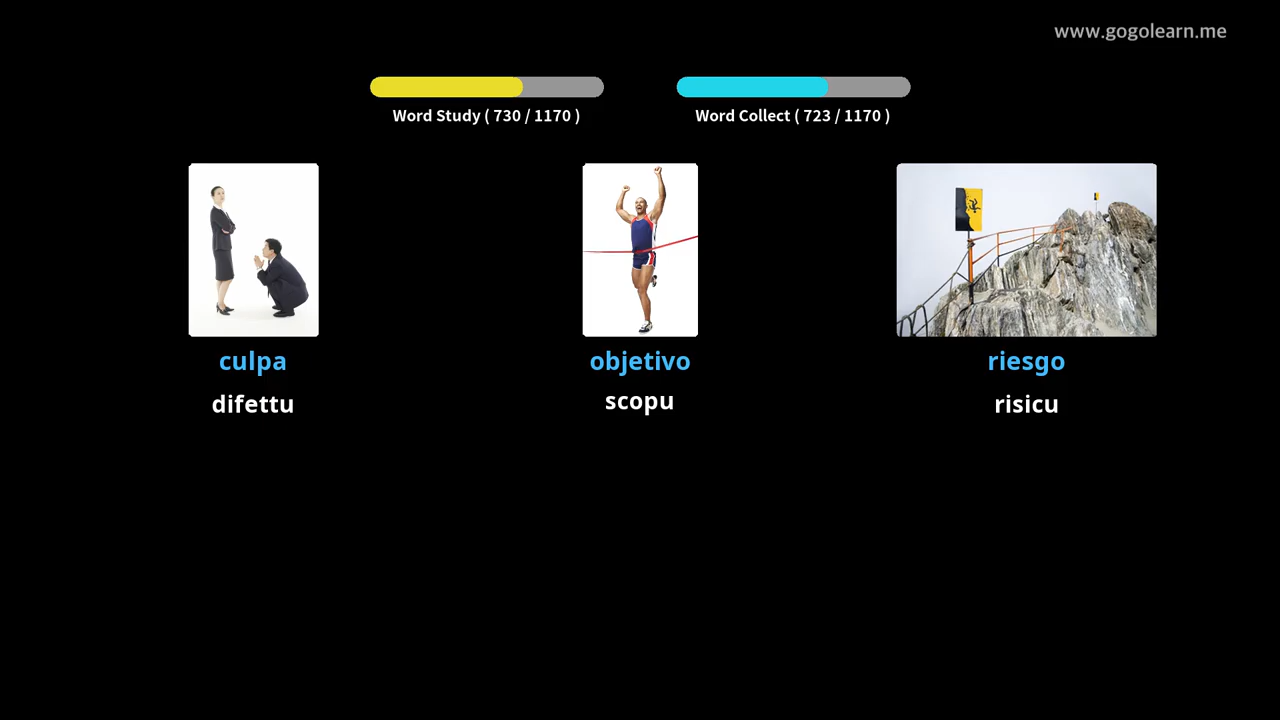 www.gogolearn.me
Word Study ( 730 / 1170 )
Word Collect ( 723 / 1170 )
culpa
objetivo
riesgo
difettu
scopu
risicu